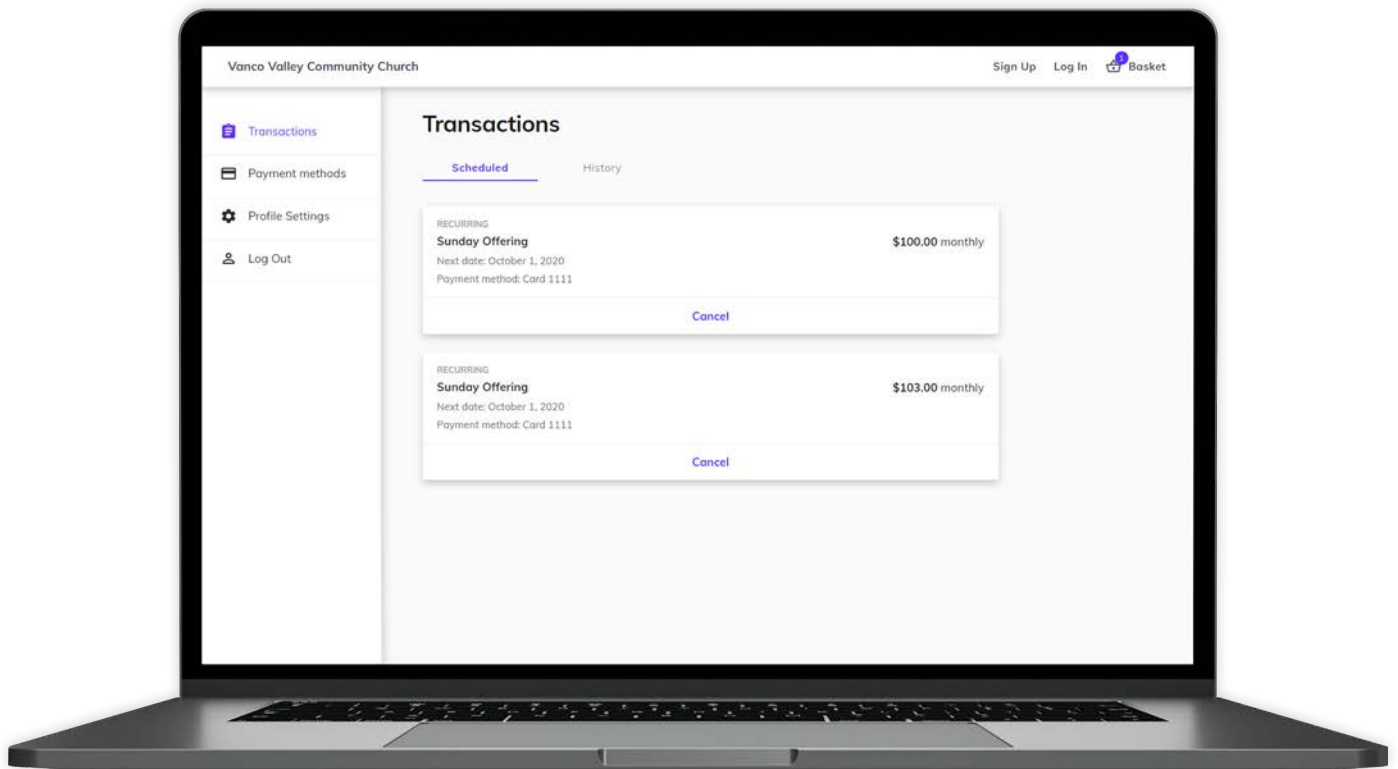 Vanco Valley Community Church
Sign Up Log In 1 Basket
Transactions
Payment methods
Profile Settings
Log Out
Transactions
Scheduled History
RECURRING
Sunday Offering $100.00 monthly
Next date: October 1, 2020
Payment method: Card 1111
Cancel
RECURRING
Sunday Offering $103.00 monthly
Next date: October 1, 2020
Payment method: Card 1111
Cancel